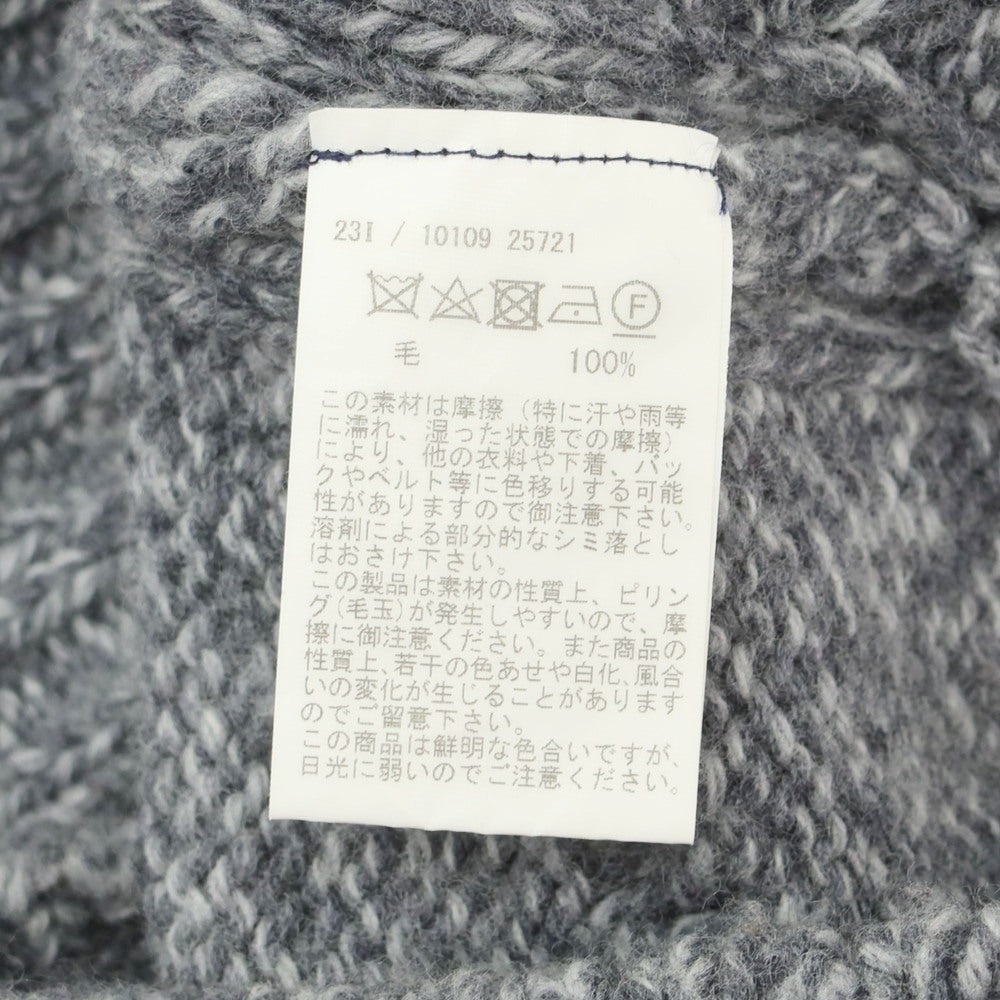 23I / 10109 25721
F
毛 100%
この素材は摩擦（特に汗や雨等
に濡れ、湿った状態での摩擦）
により、他の衣料や下着、バッ
クやベルト等に色移りする可能
性がありますので御注意下さい。
溶剤による部分的なシミ落とし
はおさけ下さい。
この製品は素材の性質上、ピリン
グ(毛玉)が発生しやすいので、摩
擦に御注意ください。また商品の
性質上、若干の色あせや白化、風合
いの変化が生じることがあります
のでご留意下さい。
この商品は鮮明な色合いですが、
日光に弱いのでご注意ください。